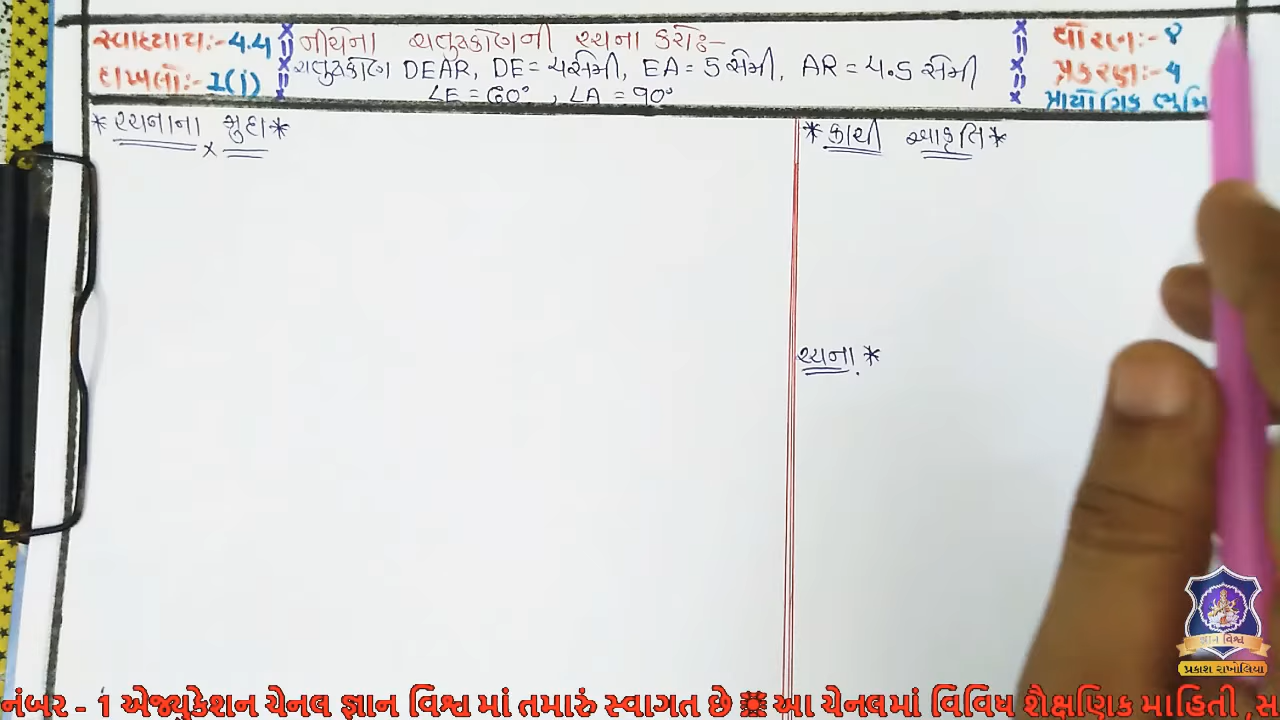 સ્વાધ્યાય:-4.4
દાખલો:- 1(i)
નીચેના ચતુષ્કોણની રચના કરો:-
ચતુષ્કોણ DEAR, DE = 4સેમી, EA = 5 સેમી, AR = 4.5 સેમી
∠E = 60° , ∠A = 90°
ધોરણ:- 8
પ્રકરણ:- 4
પ્રાયોગિક ભૂમિ
* રચનાના મુદ્દા *
* કાચી આકૃતિ *
રચના *
જ્ઞાન વિશ્વ
પ્રકાશ રાખોલિયા
નંબર - 1 એજ્યુકેશન ચેનલ જ્ઞાન વિશ્વ માં તમારું સ્વાગત છે આ ચેનલમાં વિવિધ શૈક્ષણિક માહિતી ,સ